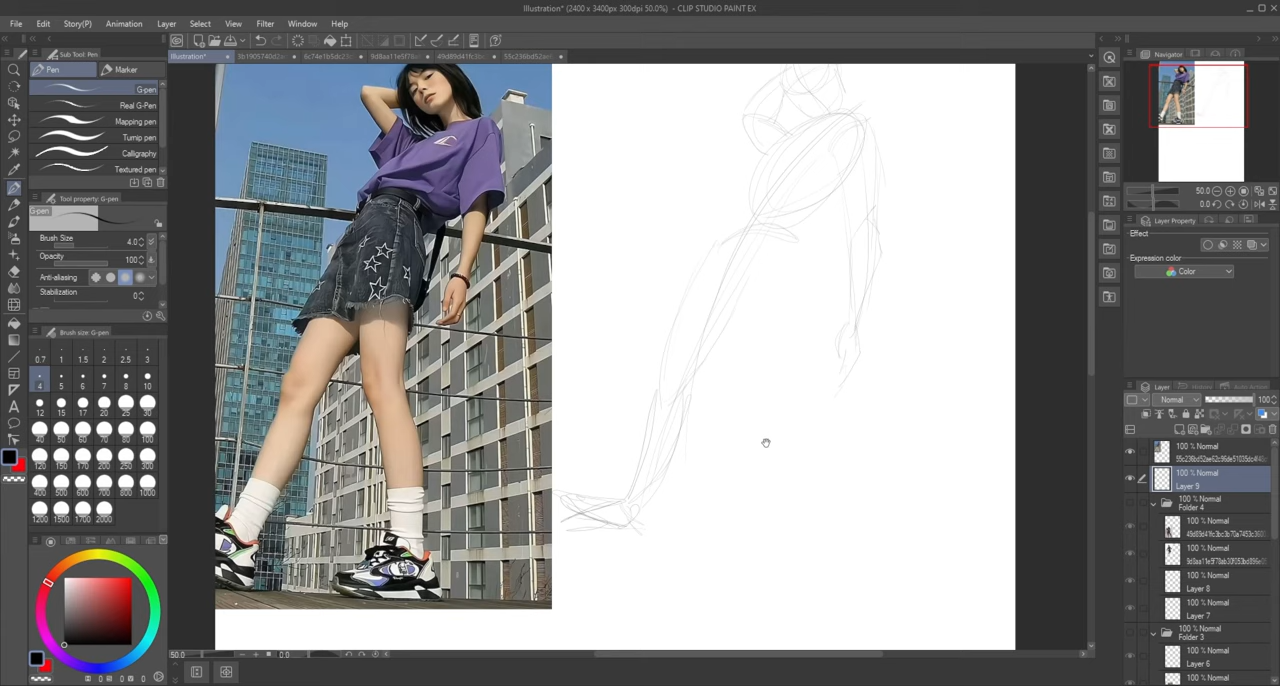 Illustration* (2400 x 3400px 300dpi 50.0%) - CLIP STUDIO PAINT EX
File Edit Story(P) Animation Layer Select View Filter Window Help
Sub Tool: Pen
Illustration*
Pen Marker
G-pen
Real G-Pen
Mapping pen
Turnip pen
Calligraphy
Textured pen
Tool property: G-pen
G-pen
Brush Size 4.0
Opacity 100
Anti-aliasing
Stabilization 0
Brush size: G-pen
0.7 1 1.5 2 2.5 3
4 5 6 7 8 10
12 15 17 20 25 30
40 50 60 70 80 100
120 150 170 200 250 300
400 500 600 700 800 1000
1200 1500 1700 2000
50.0 0.0
Navigator
50.0
0.0
Layer Property
Effect
Expression color
Color
Layer
Normal 100
100 % Normal
100 % Normal
Layer 9
100 % Normal
Folder 4
100 % Normal
100 % Normal
100 % Normal
Layer 8
100 % Normal
Layer 7
100 % Normal
Folder 3
100 % Normal
Layer 6
100 % Normal